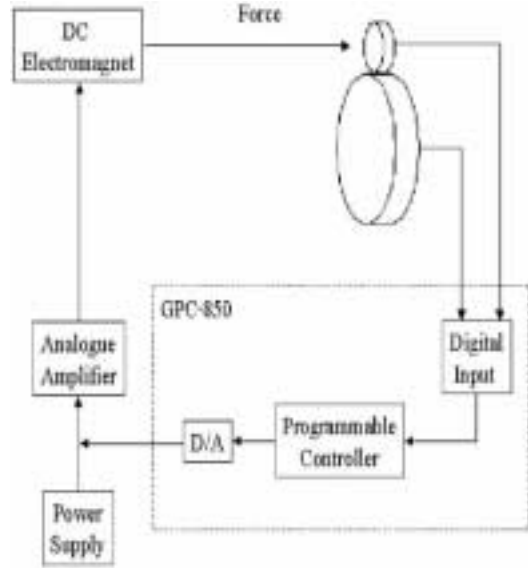 DC
Electromagnet
Force
GPC-850
Analogue
Amplifier
Digital
Input
D/A
Programmable
Controller
Power
Supply